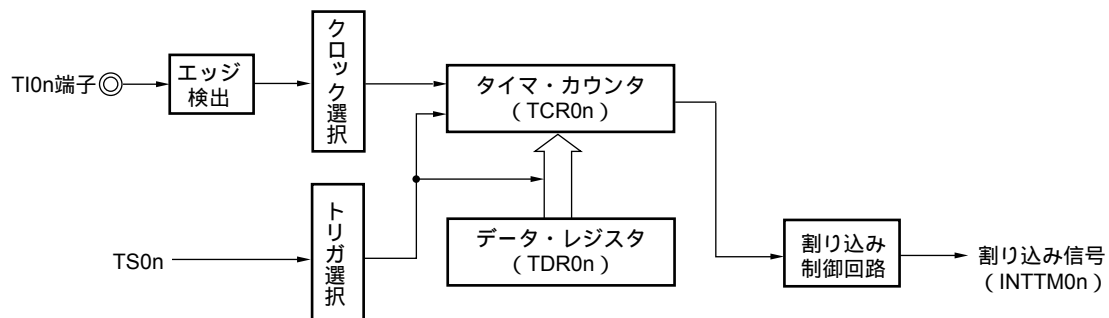 TI0n端子
エッジ
検出
クロック選択
タイマ・カウンタ
（TCR0n）
TS0n
トリガ選択
データ・レジスタ
（TDR0n）
割り込み
制御回路
割り込み信号
（INTTM0n）